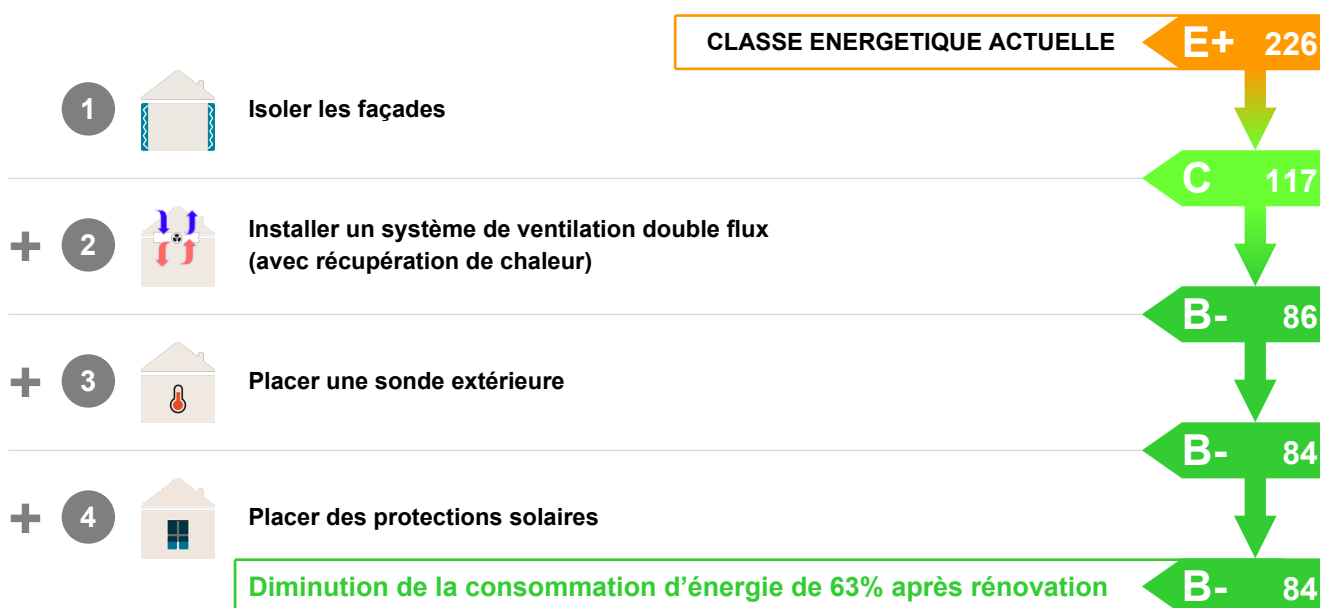 CLASSE ENERGETIQUE ACTUELLE E+ 226
1 Isoler les façades
C 117
+ 2 Installer un système de ventilation double flux
(avec récupération de chaleur)
B- 86
+ 3 Placer une sonde extérieure
B- 84
+ 4 Placer des protections solaires
Diminution de la consommation d’énergie de 63% après rénovation B- 84